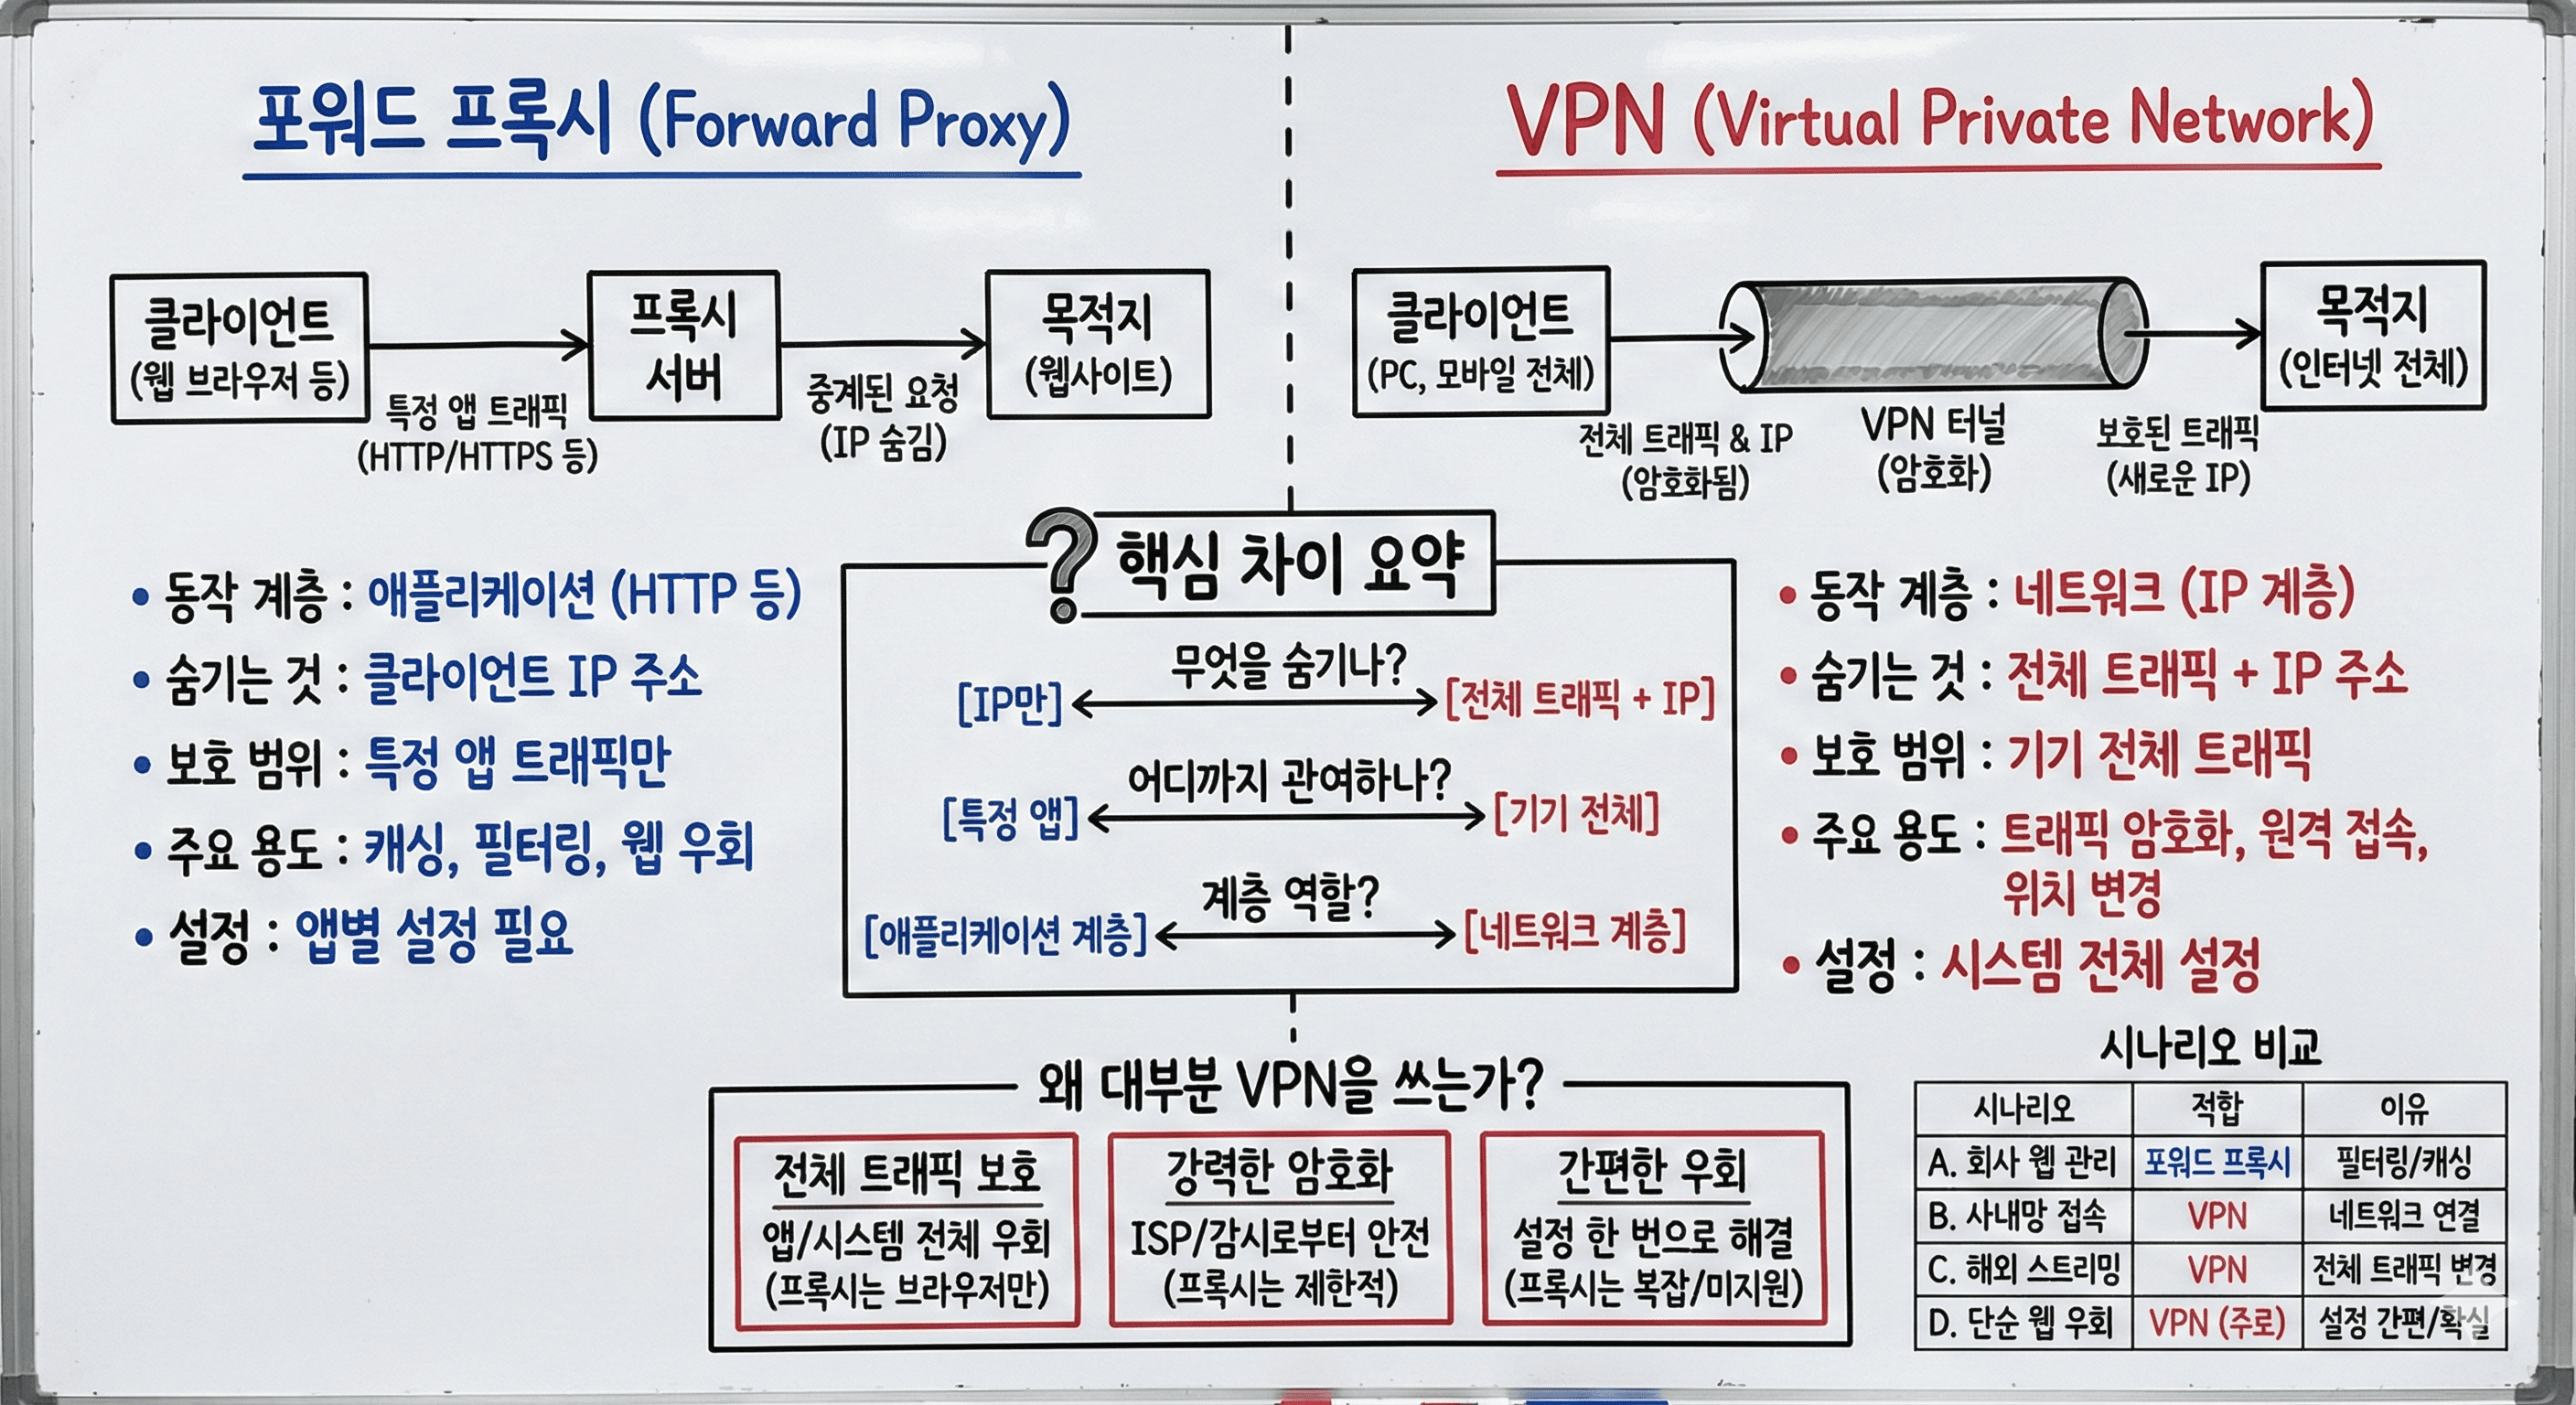 포워드 프록시 (Forward Proxy)
클라이언트
(웹 브라우저 등)
특정 앱 트래픽
(HTTP/HTTPS 등)
프록시
서버
중계된 요청
(IP 숨김)
목적지
(웹사이트)
• 동작 계층 : 애플리케이션 (HTTP 등)
• 숨기는 것 : 클라이언트 IP 주소
• 보호 범위 : 특정 앱 트래픽만
• 주요 용도 : 캐싱, 필터링, 웹 우회
• 설정 : 앱별 설정 필요
VPN (Virtual Private Network)
클라이언트
(PC, 모바일 전체)
전체 트래픽 & IP
(암호화됨)
VPN 터널
(암호화)
보호된 트래픽
(새로운 IP)
목적지
(인터넷 전체)
• 동작 계층 : 네트워크 (IP 계층)
• 숨기는 것 : 전체 트래픽 + IP 주소
• 보호 범위 : 기기 전체 트래픽
• 주요 용도 : 트래픽 암호화, 원격 접속,
위치 변경
• 설정 : 시스템 전체 설정
? 핵심 차이 요약
무엇을 숨기나?
[IP만] [전체 트래픽 + IP]
어디까지 관여하나?
[특정 앱] [기기 전체]
계층 역할?
[애플리케이션 계층] [네트워크 계층]
왜 대부분 VPN을 쓰는가?
전체 트래픽 보호
앱/시스템 전체 우회
(프록시는 브라우저만)
강력한 암호화
ISP/감시로부터 안전
(프록시는 제한적)
간편한 우회
설정 한 번으로 해결
(프록시는 복잡/미지원)
시나리오 비교
시나리오 적합 이유
A. 회사 웹 관리 포워드 프록시 필터링/캐싱
B. 사내망 접속 VPN 네트워크 연결
C. 해외 스트리밍 VPN 전체 트래픽 변경
D. 단순 웹 우회 VPN (주로) 설정 간편/확실